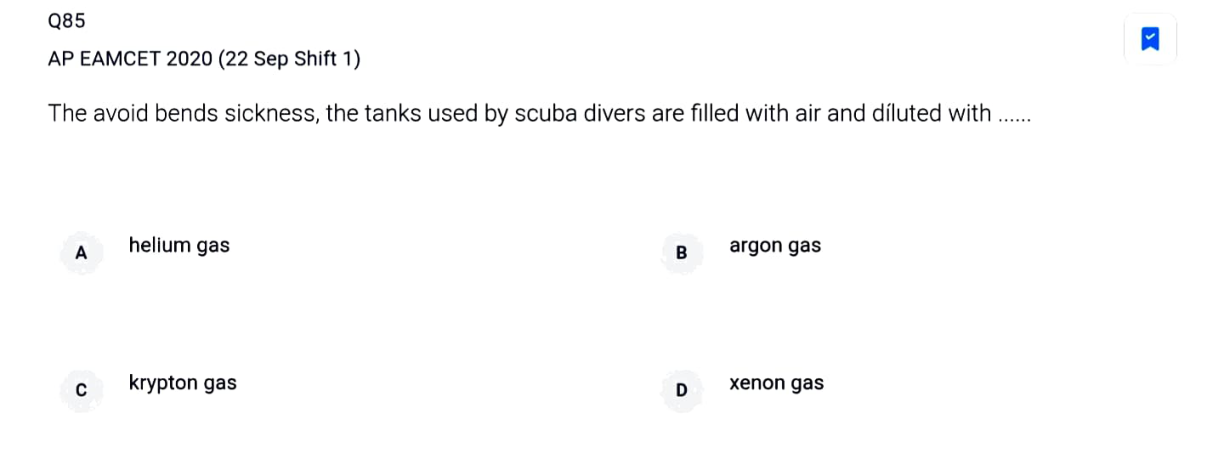 Q85
AP EAMCET 2020 (22 Sep Shift 1)
The avoid bends sickness, the tanks used by scuba divers are filled with air and díluted with ......
A helium gas
B argon gas
C krypton gas
D xenon gas